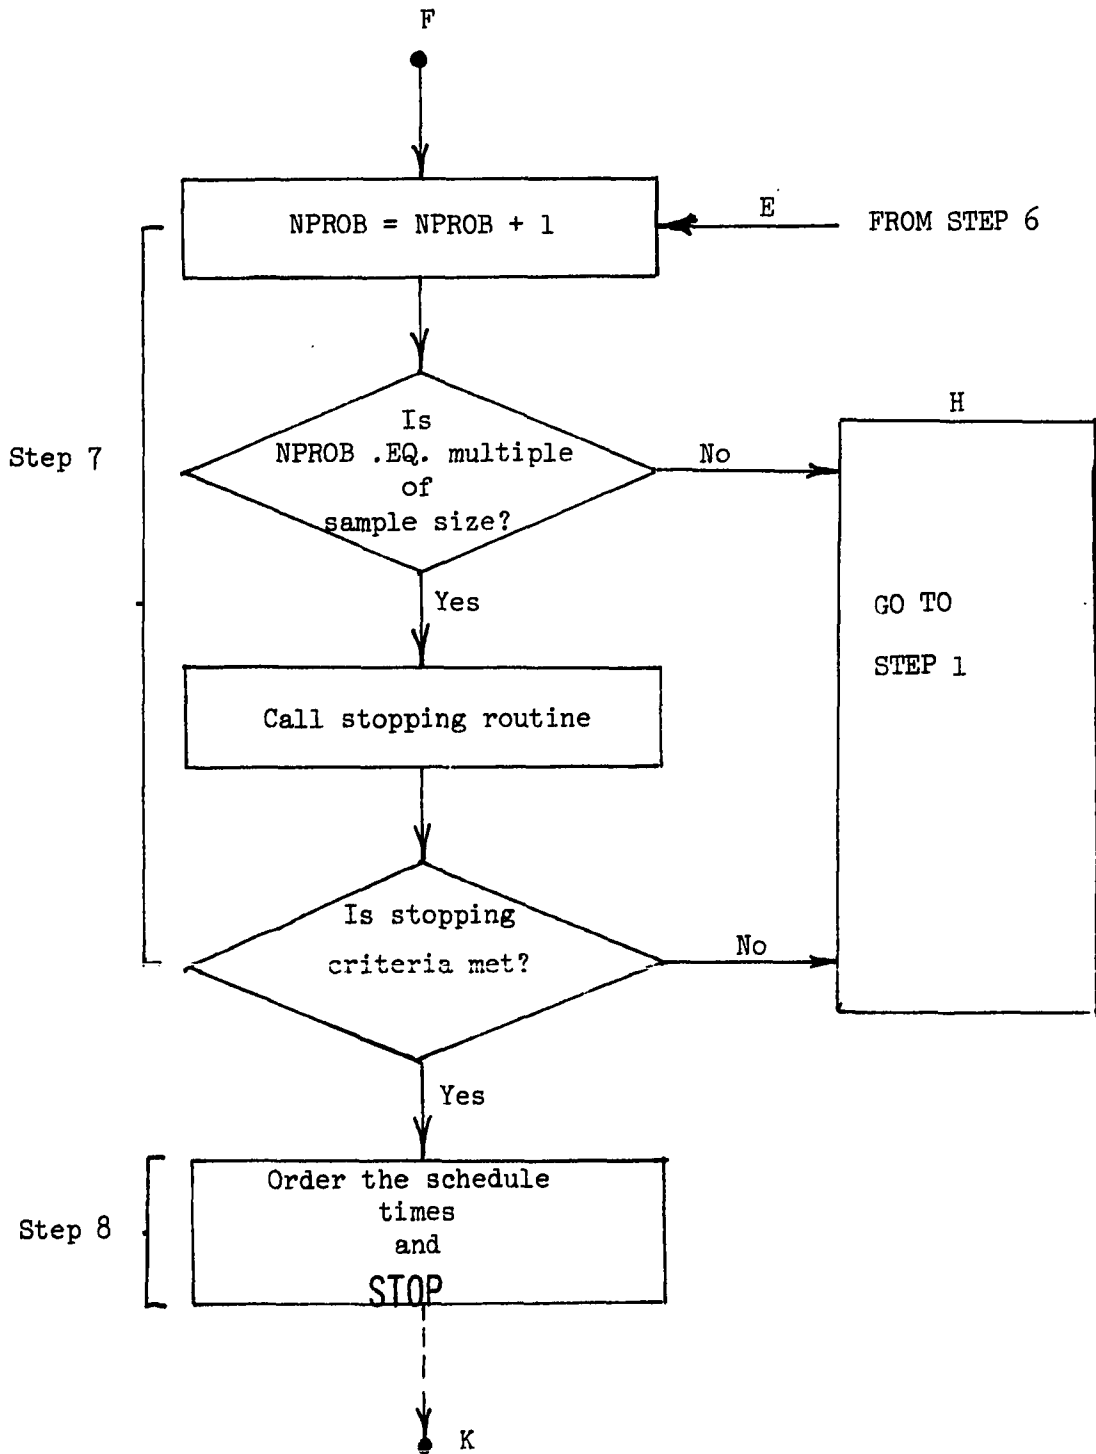 F
NPROB = NPROB + 1
E
FROM STEP 6
Step 7
Is
NPROB .EQ. multiple
of
sample size?
No
H
GO TO
STEP 1
Yes
Call stopping routine
Is stopping
criteria met?
No
Yes
Step 8
Order the schedule
times
and
STOP
K